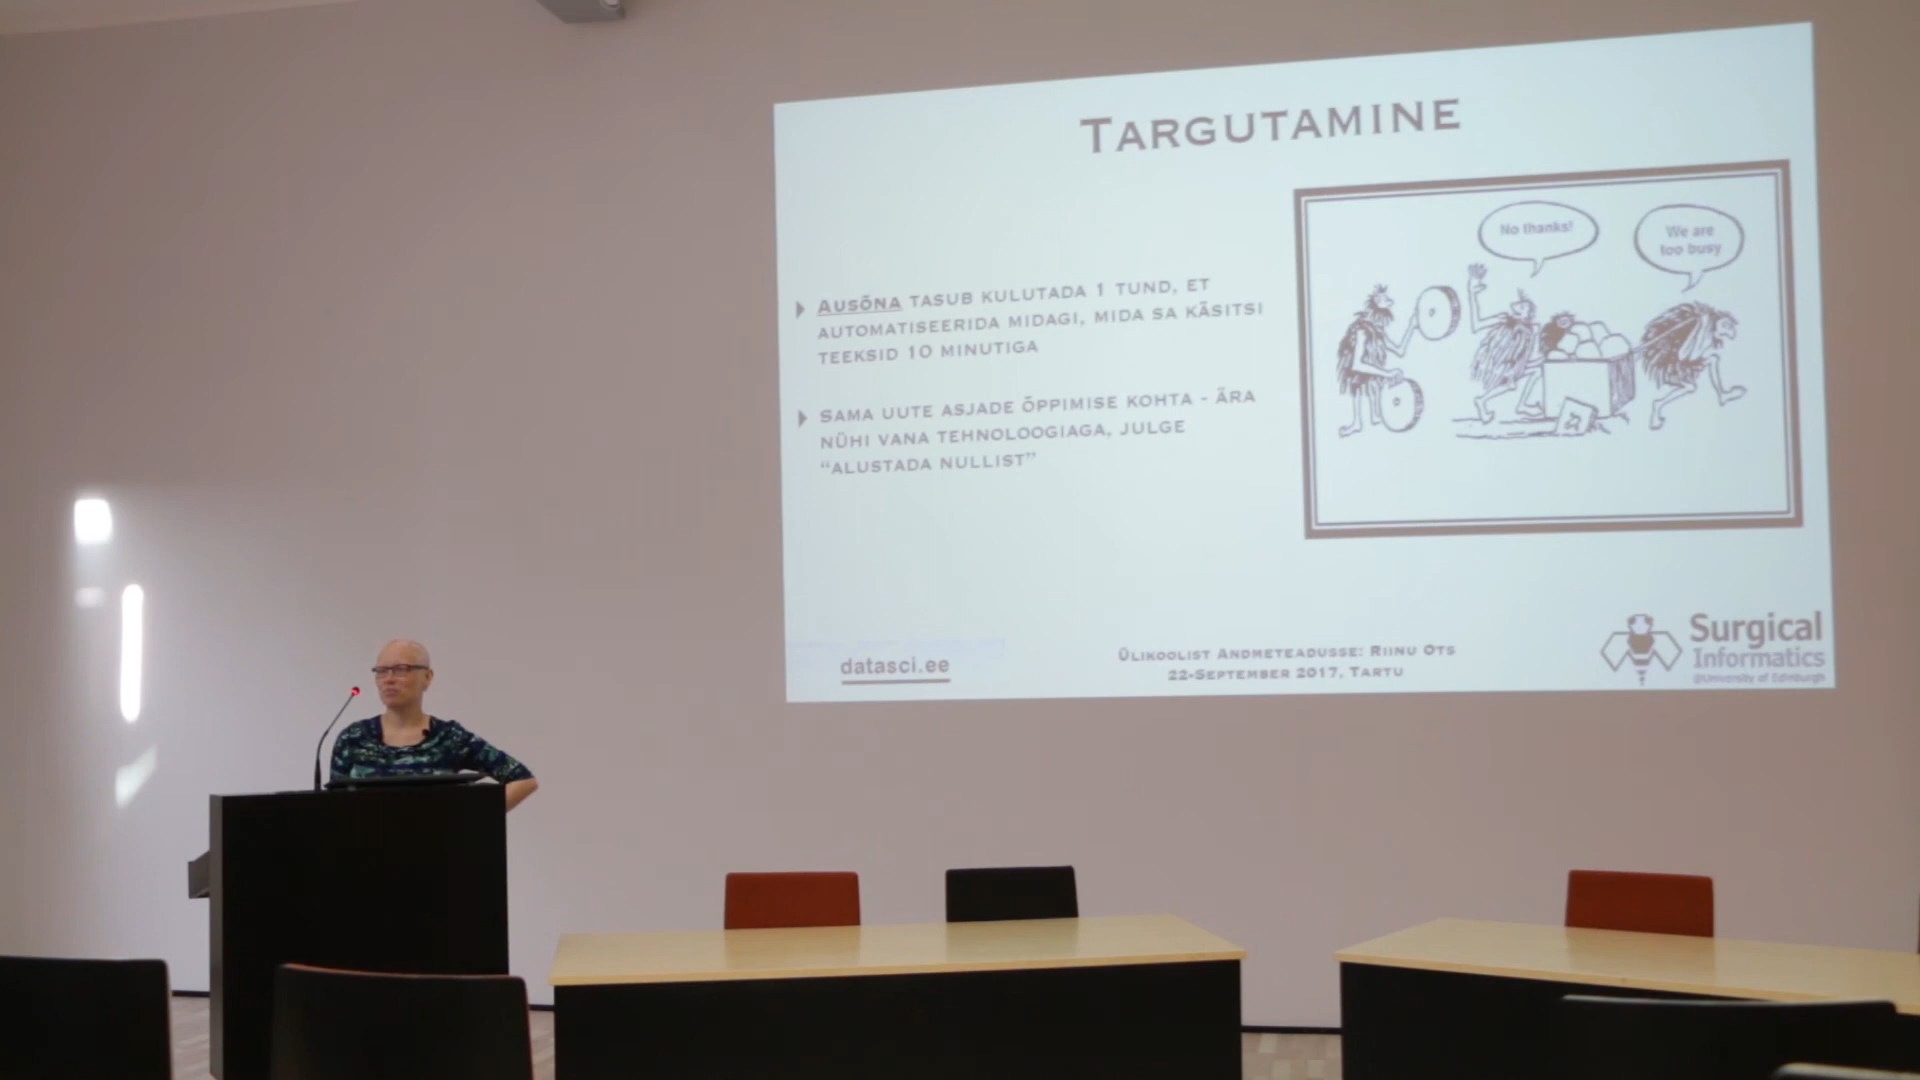 TARGUTAMINE
AUSÕNA TASUB KULUTADA 1 TUND, ET
AUTOMATISEERIDA MIDAGI, MIDA SA KÄSITSI
TEEKSID 10 MINUTIGA
SAMA UUTE ASJADE ÕPPIMISE KOHTA - ÄRA
NÜHI VANA TEHNOLOOGIAGA, JULGE
“ALUSTADA NULLIST”
No thanks!
We are
too busy
datasci.ee
ÜLIKOOLIST ANDMETEADUSSE: RIINU OTS
22-SEPTEMBER 2017, TARTU
Surgical
Informatics
@University of Edinburgh